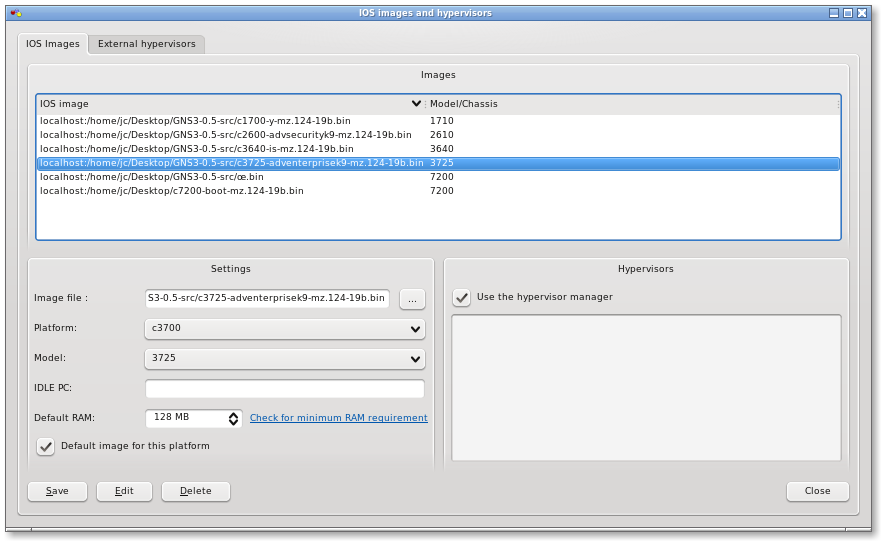 IOS images and hypervisors
IOS Images
External hypervisors
Images
IOS image
Model/Chassis
localhost:/home/jc/Desktop/GNS3-0.5-src/c1700-y-mz.124-19b.bin 1710
localhost:/home/jc/Desktop/GNS3-0.5-src/c2600-advsecurityk9-mz.124-19b.bin 2610
localhost:/home/jc/Desktop/GNS3-0.5-src/c3640-is-mz.124-19b.bin 3640
localhost:/home/jc/Desktop/GNS3-0.5-src/c3725-adventerprisek9-mz.124-19b.bin 3725
localhost:/home/jc/Desktop/GNS3-0.5-src/œ.bin 7200
localhost:/home/jc/Desktop/c7200-boot-mz.124-19b.bin 7200
Settings
Image file :
S3-0.5-src/c3725-adventerprisek9-mz.124-19b.bin
...
Platform:
c3700
Model:
3725
IDLE PC:
Default RAM:
128 MB
Check for minimum RAM requirement
Default image for this platform
Hypervisors
Use the hypervisor manager
Save
Edit
Delete
Close